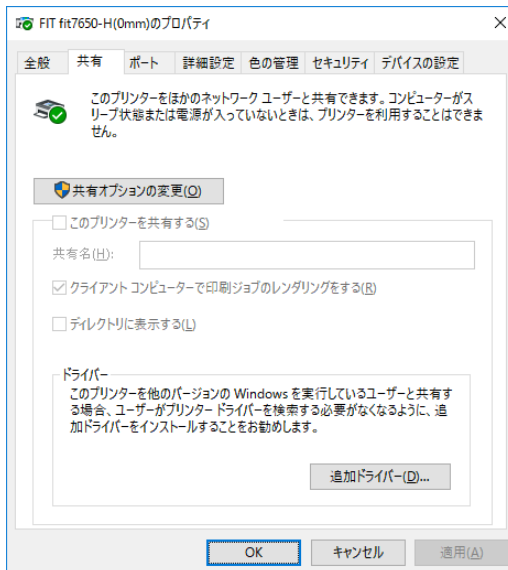 FIT fit7650-H(0mm)のプロパティ
全般 共有 ポート 詳細設定 色の管理 セキュリティ デバイスの設定
このプリンターをほかのネットワーク ユーザーと共有できます。コンピューターがス
リープ状態または電源が入っていないときは、プリンターを利用することはできま
せん。
共有オプションの変更(O)
このプリンターを共有する(S)
共有名(H):
クライアント コンピューターで印刷ジョブのレンダリングをする(R)
ディレクトリに表示する(L)
ドライバー
このプリンターを他のバージョンの Windows を実行しているユーザーと共有す
る場合、ユーザーがプリンター ドライバーを検索する必要がなくなるように、追
加ドライバーをインストールすることをお勧めします。
追加ドライバー(D)...
OK キャンセル 適用(A)